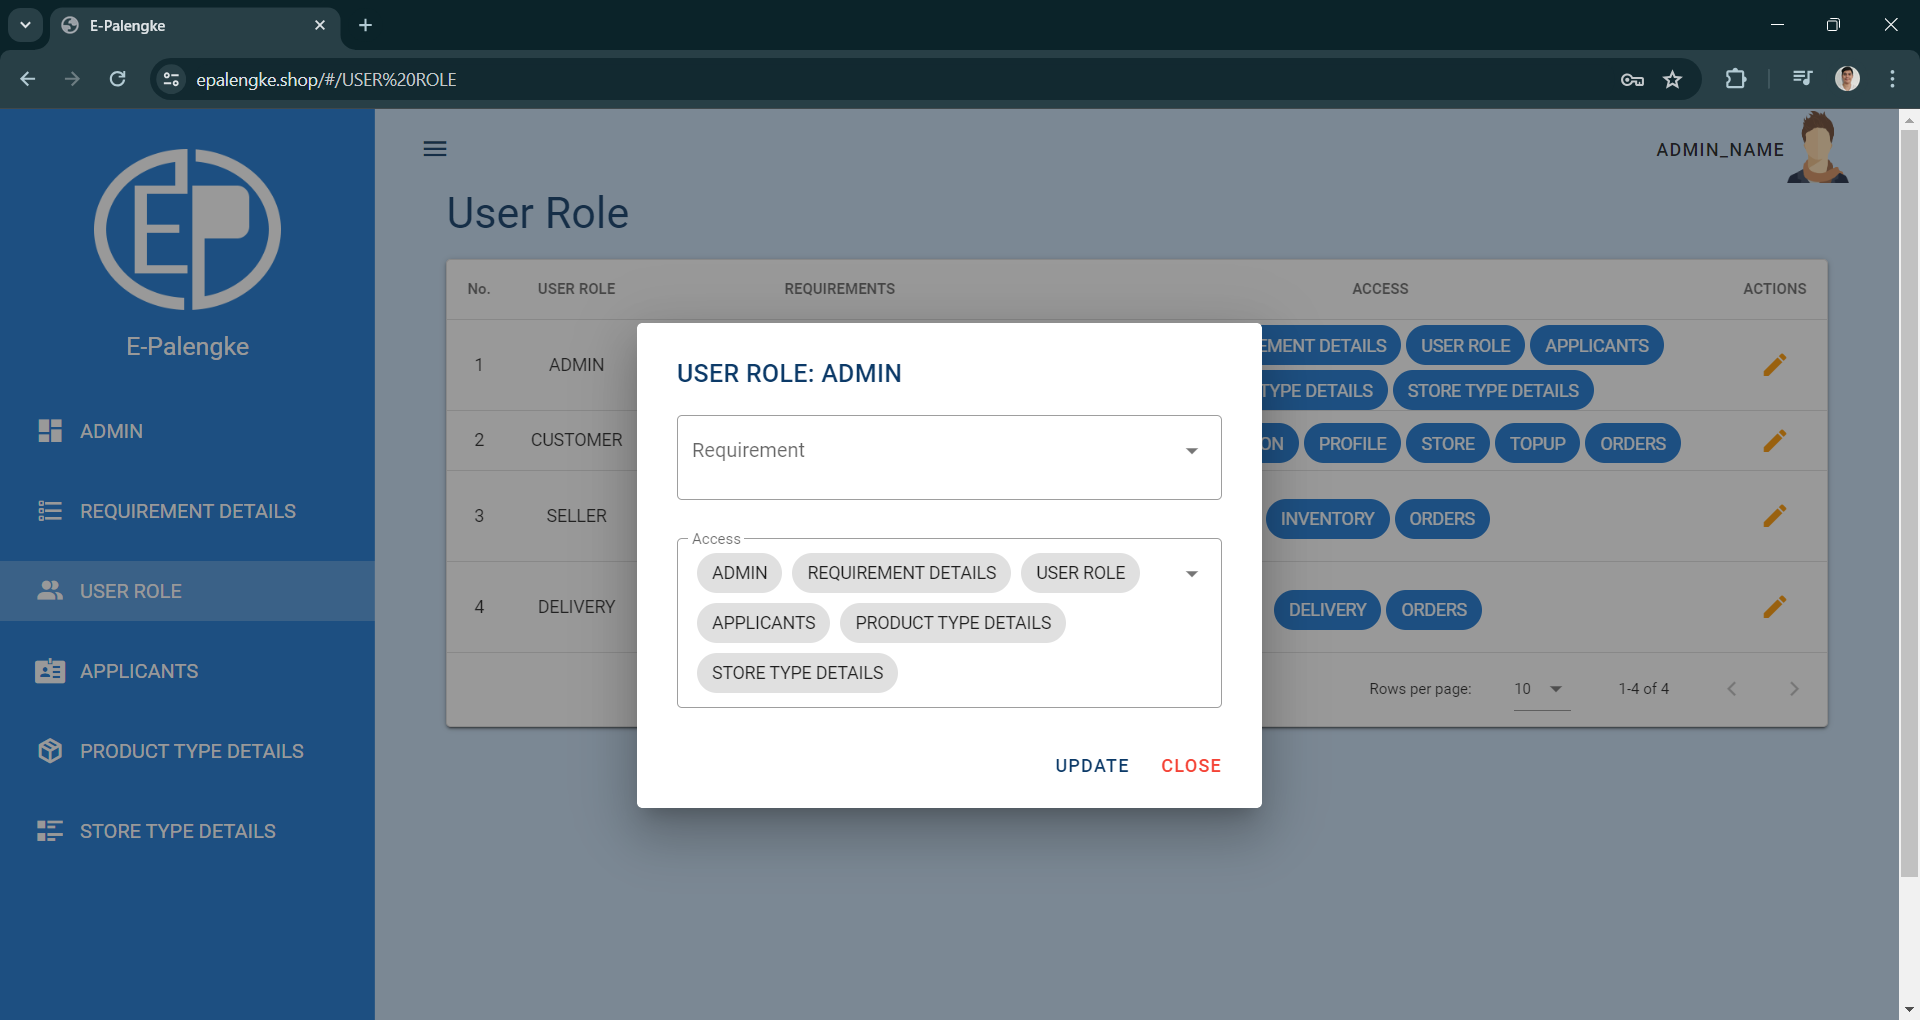 E-Palengke
epalengke.shop/#/USER%20ROLE
EP
E-Palengke
ADMIN
REQUIREMENT DETAILS
USER ROLE
APPLICANTS
PRODUCT TYPE DETAILS
STORE TYPE DETAILS
ADMIN_NAME
User Role
No. USER ROLE REQUIREMENTS ACCESS ACTIONS
1 ADMIN EMENT DETAILS USER ROLE APPLICANTS
TYPE DETAILS STORE TYPE DETAILS
2 CUSTOMER ON PROFILE STORE TOPUP ORDERS
3 SELLER INVENTORY ORDERS
4 DELIVERY DELIVERY ORDERS
Rows per page: 10 1-4 of 4
USER ROLE: ADMIN
Requirement
Access
ADMIN REQUIREMENT DETAILS USER ROLE
APPLICANTS PRODUCT TYPE DETAILS
STORE TYPE DETAILS
UPDATE CLOSE